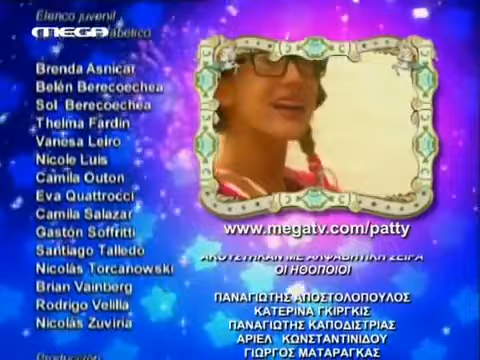 Elenco juvenil
MEGA
Brenda Asnicar
Belén Berecoechea
Sol Berecoechea
Thelma Fardin
Vanesa Leiro
Nicole Luis
Camila Outon
Eva Quattrocci
Camila Salazar
Gastón Soffritti
Santiago Talledo
Nicolás Torcanowski
Brian Vainberg
Rodrigo Velilla
Nicolás Zuviria
Producción
www.megatv.com/patty
ΑΚΟΥΣΤΗΚΑΝ ΜΕ ΑΛΦΑΒΗΤΙΚΗ ΣΕΙΡΑ
ΟΙ ΗΘΟΠΟΙΟΙ
ΠΑΝΑΓΙΩΤΗΣ ΑΠΟΣΤΟΛΟΠΟΥΛΟΣ
ΚΑΤΕΡΙΝΑ ΓΚΙΡΓΚΙΣ
ΠΑΝΑΓΙΩΤΗΣ ΚΑΠΟΔΙΣΤΡΙΑΣ
ΑΡΙΕΛ ΚΩΝΣΤΑΝΤΙΝΙΔΟΥ
ΓΙΩΡΓΟΣ ΜΑΤΑΡΑΓΚΑΣ